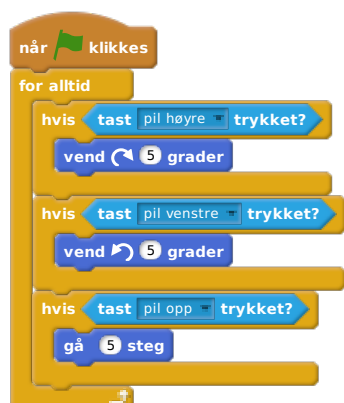 når klikkes
for alltid
hvis tast pil høyre trykket?
vend 5 grader
hvis tast pil venstre trykket?
vend 5 grader
hvis tast pil opp trykket?
gå 5 steg